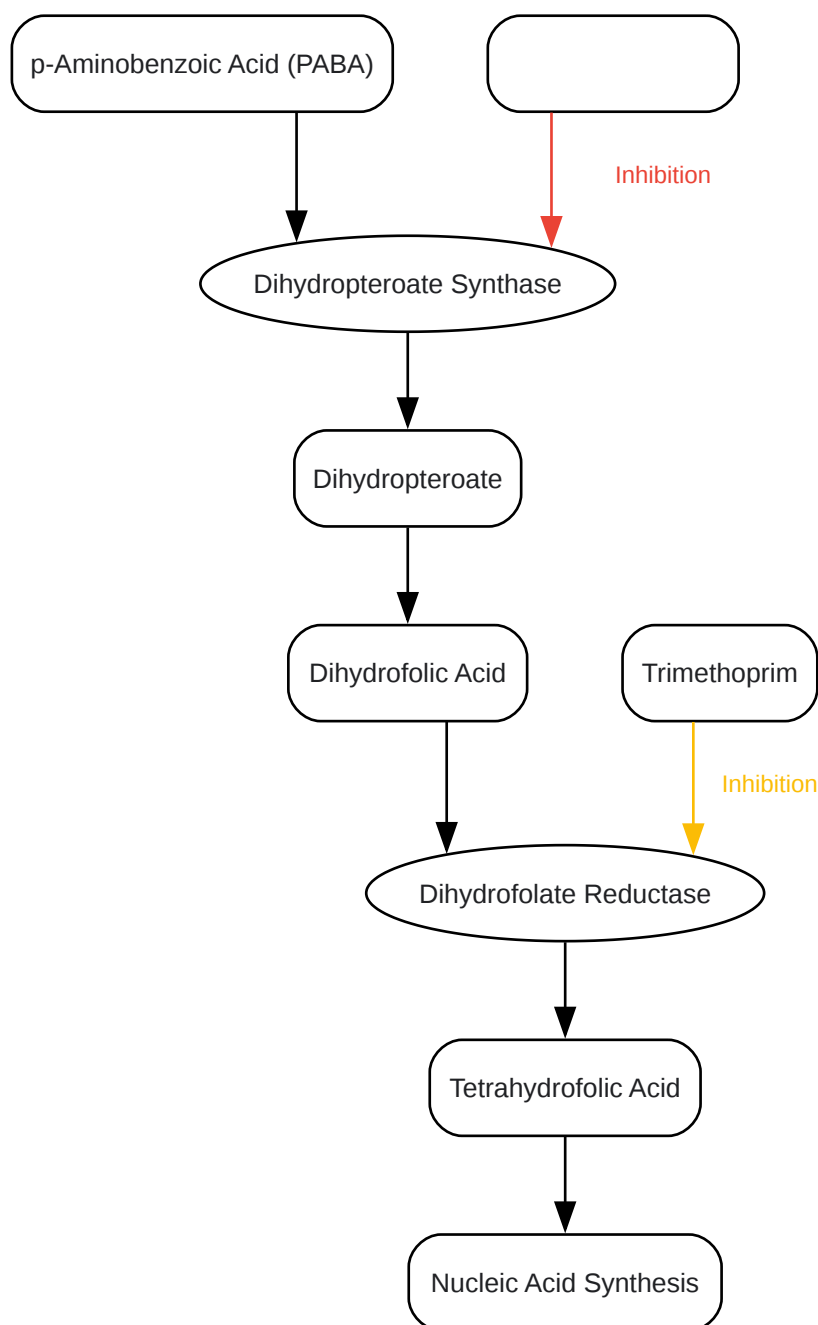 p-Aminobenzoic Acid (PABA)
Inhibition
Dihydropteroate Synthase
Dihydropteroate
Dihydrofolic Acid
Trimethoprim
Inhibition
Dihydrofolate Reductase
Tetrahydrofolic Acid
Nucleic Acid Synthesis